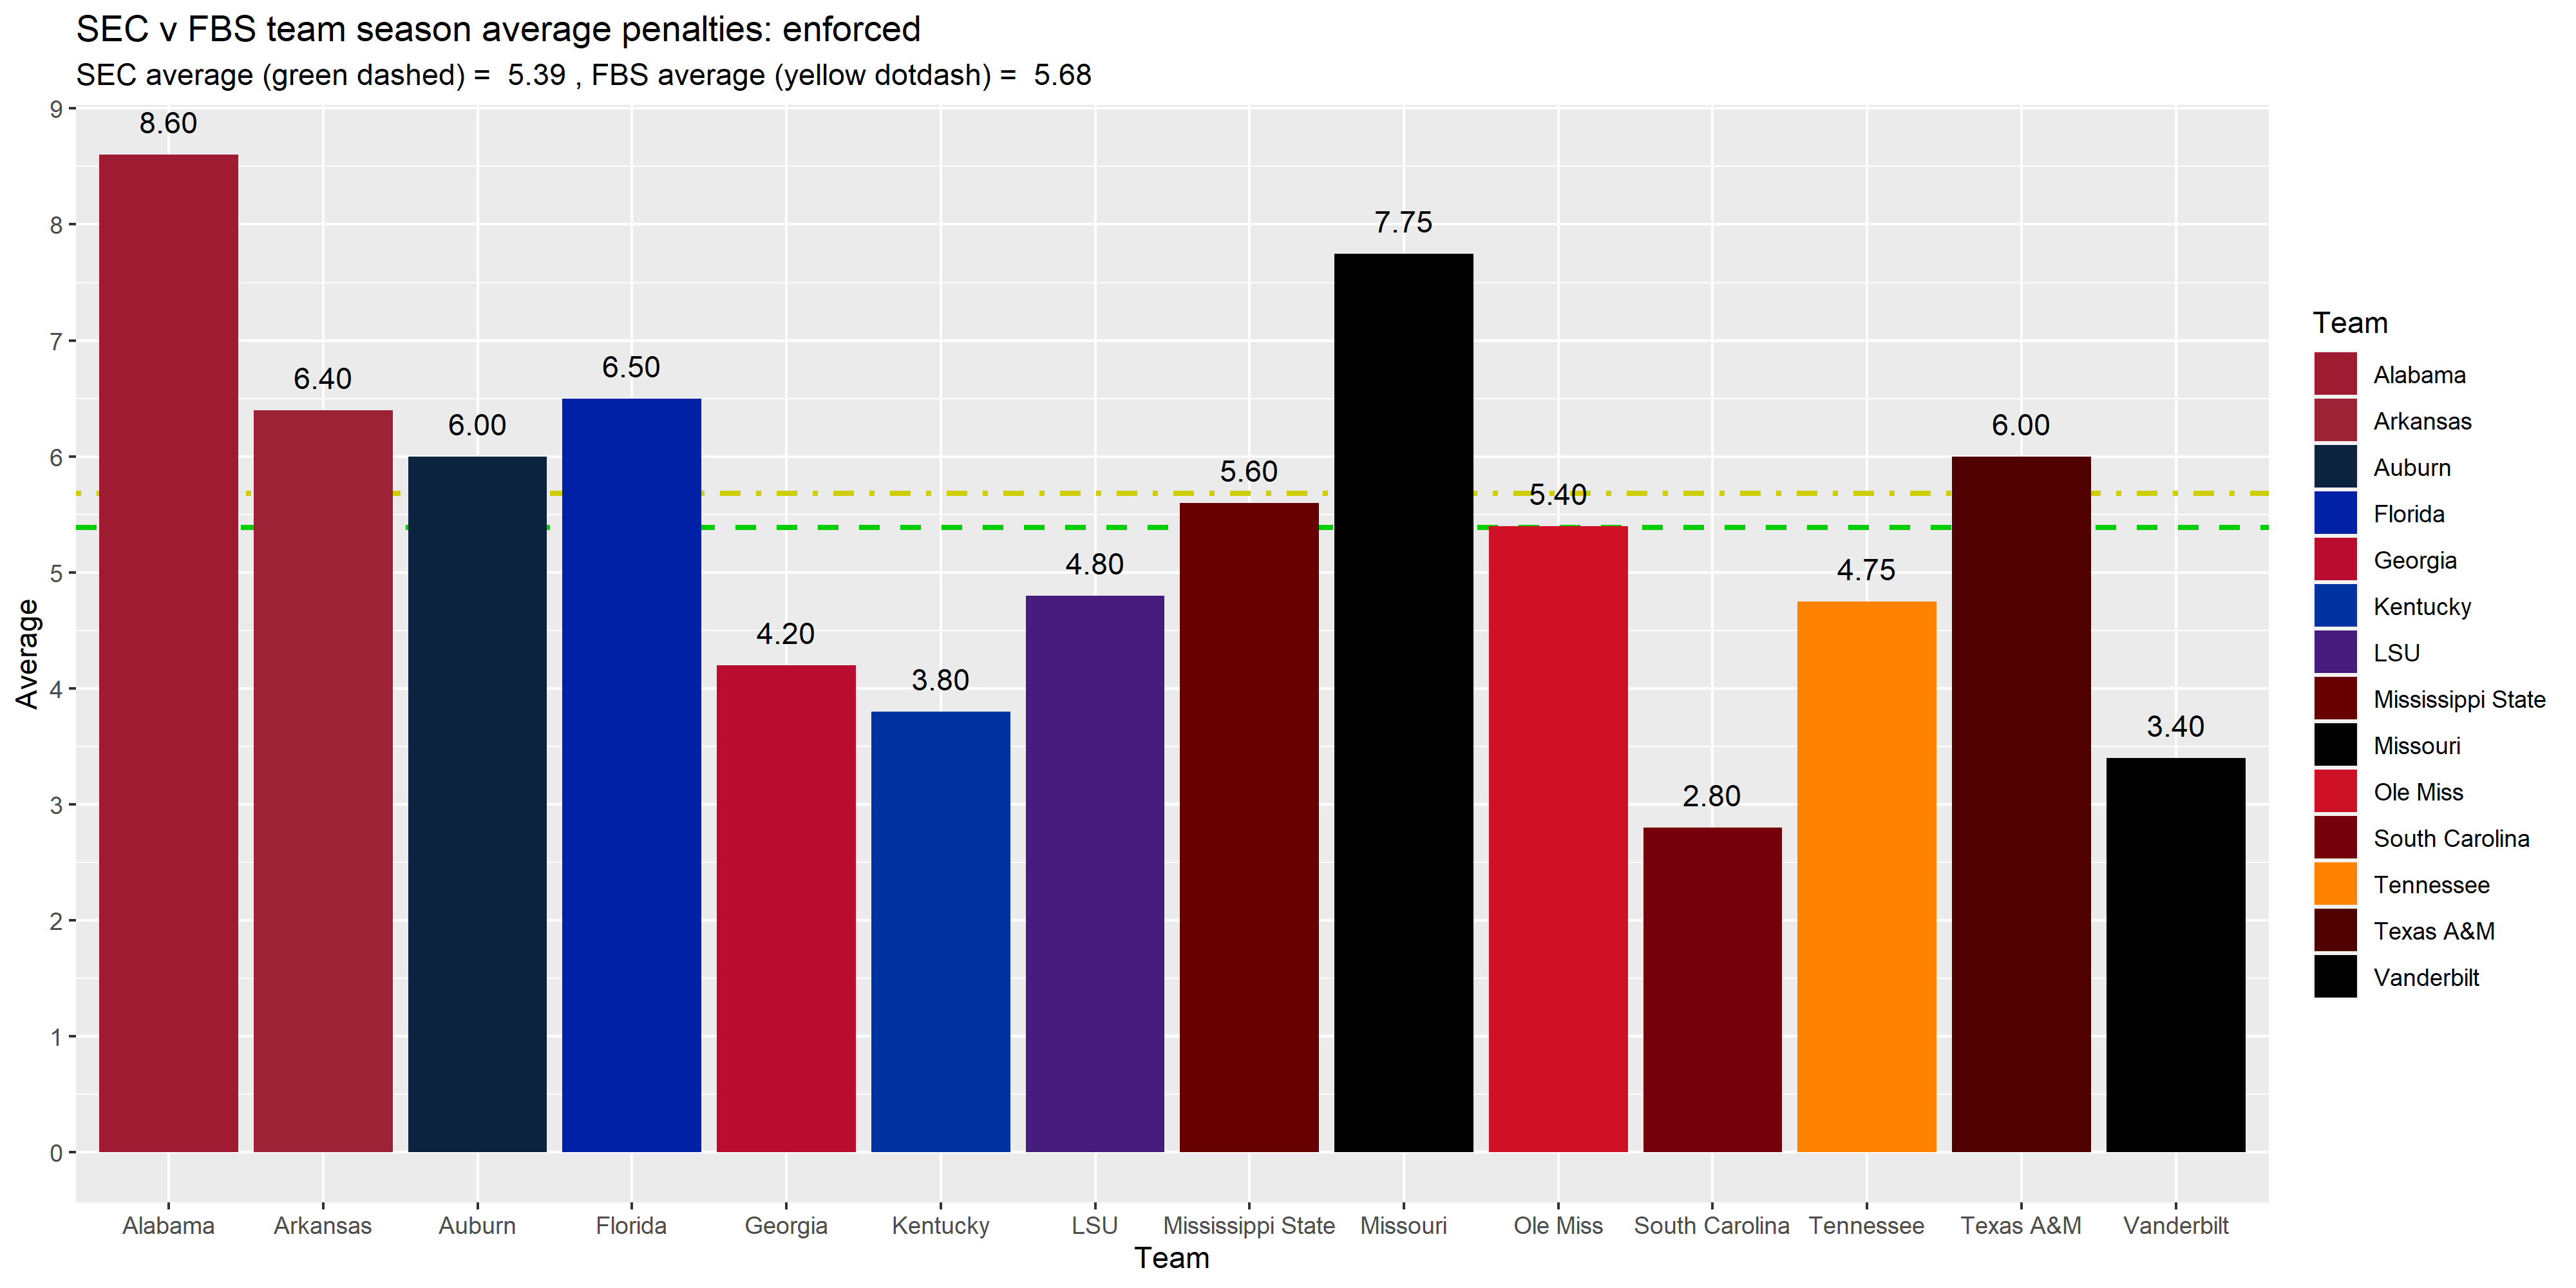 SEC v FBS team season average penalties: enforced
SEC average (green dashed) =  5.39 , FBS average (yellow dotdash) =  5.68
Average
9
8
7
6
5
4
3
2
1
0
8.60
6.40
6.00
6.50
4.20
3.80
4.80
5.60
7.75
5.40
2.80
4.75
6.00
3.40
Alabama Arkansas Auburn Florida Georgia Kentucky LSU Mississippi State Missouri Ole Miss South Carolina Tennessee Texas A&M Vanderbilt
Team
Team
Alabama
Arkansas
Auburn
Florida
Georgia
Kentucky
LSU
Mississippi State
Missouri
Ole Miss
South Carolina
Tennessee
Texas A&M
Vanderbilt